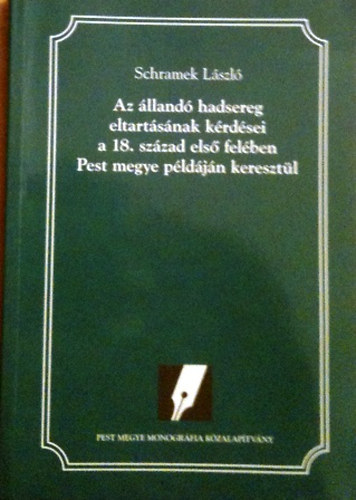 Schramek László
Az állandó hadsereg
eltartásának kérdései
a 18. század első felében
Pest megye példáján keresztül
PEST MEGYE MONOGRÁFIA KÖZALAPÍTVÁNY